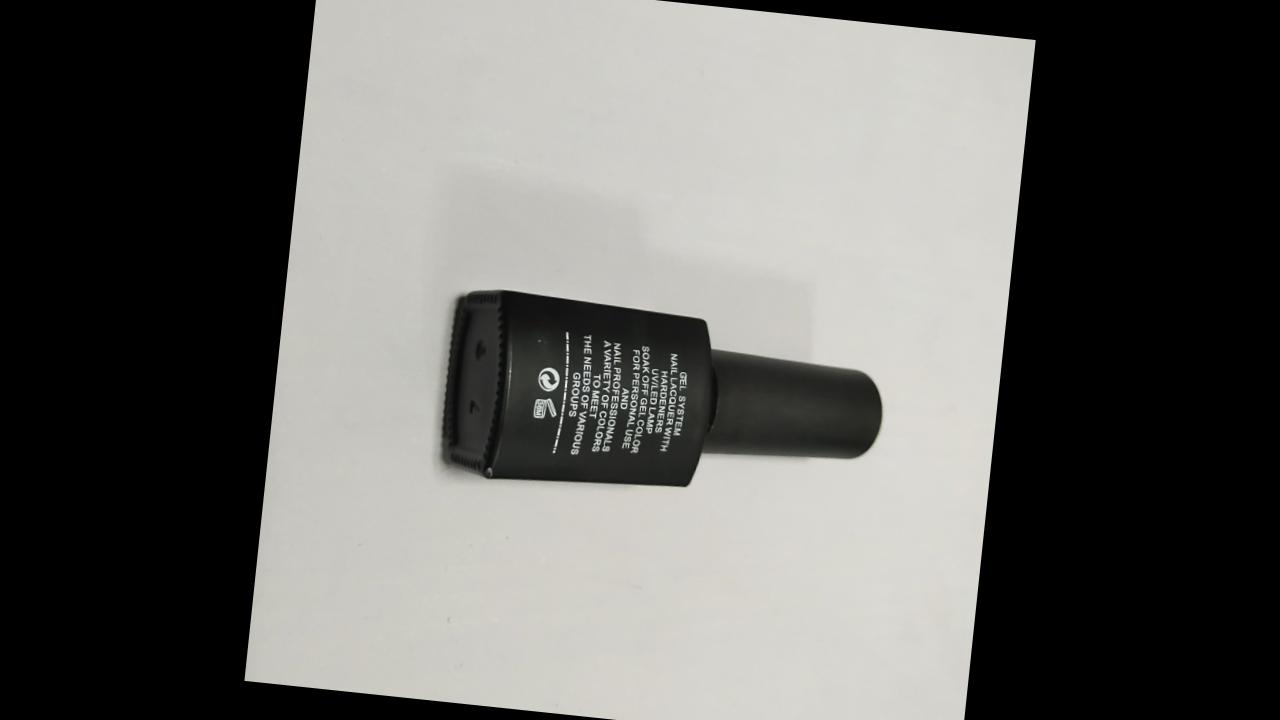 GEL SYSTEM
NAIL LACQUER WITH
HARDENERS
UV/LED LAMP
SOAK OFF GEL COLOR
FOR PERSONAL USE
AND
NAIL PROFESSIONALS
A VARIETY OF COLORS
TO MEET
THE NEEDS OF VARIOUS
GROUPS